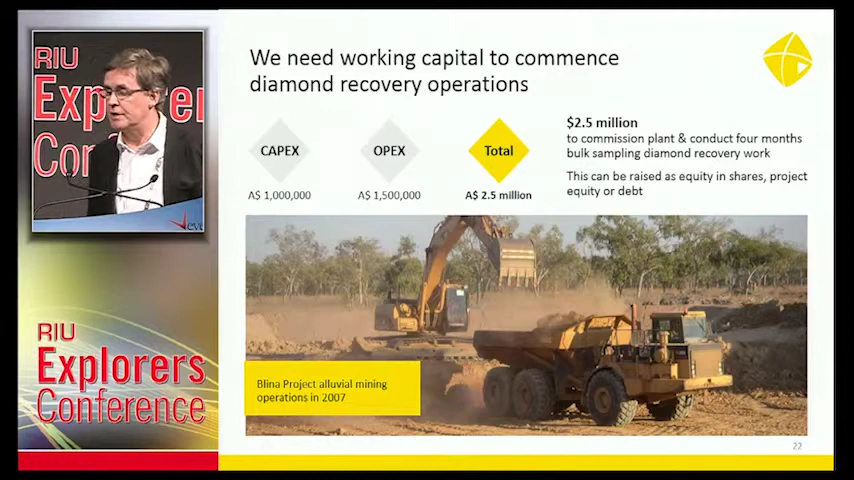 RIU
Explorer
Con
eve
RIU
Explorers
Conference
We need working capital to commence
diamond recovery operations
CAPEX
OPEX
Total
A$ 1,000,000
A$ 1,500,000
A$ 2.5 million
$2.5 million
to commission plant & conduct four months
bulk sampling diamond recovery work
This can be raised as equity in shares, project
equity or debt
Blina Project alluvial mining
operations in 2007
22